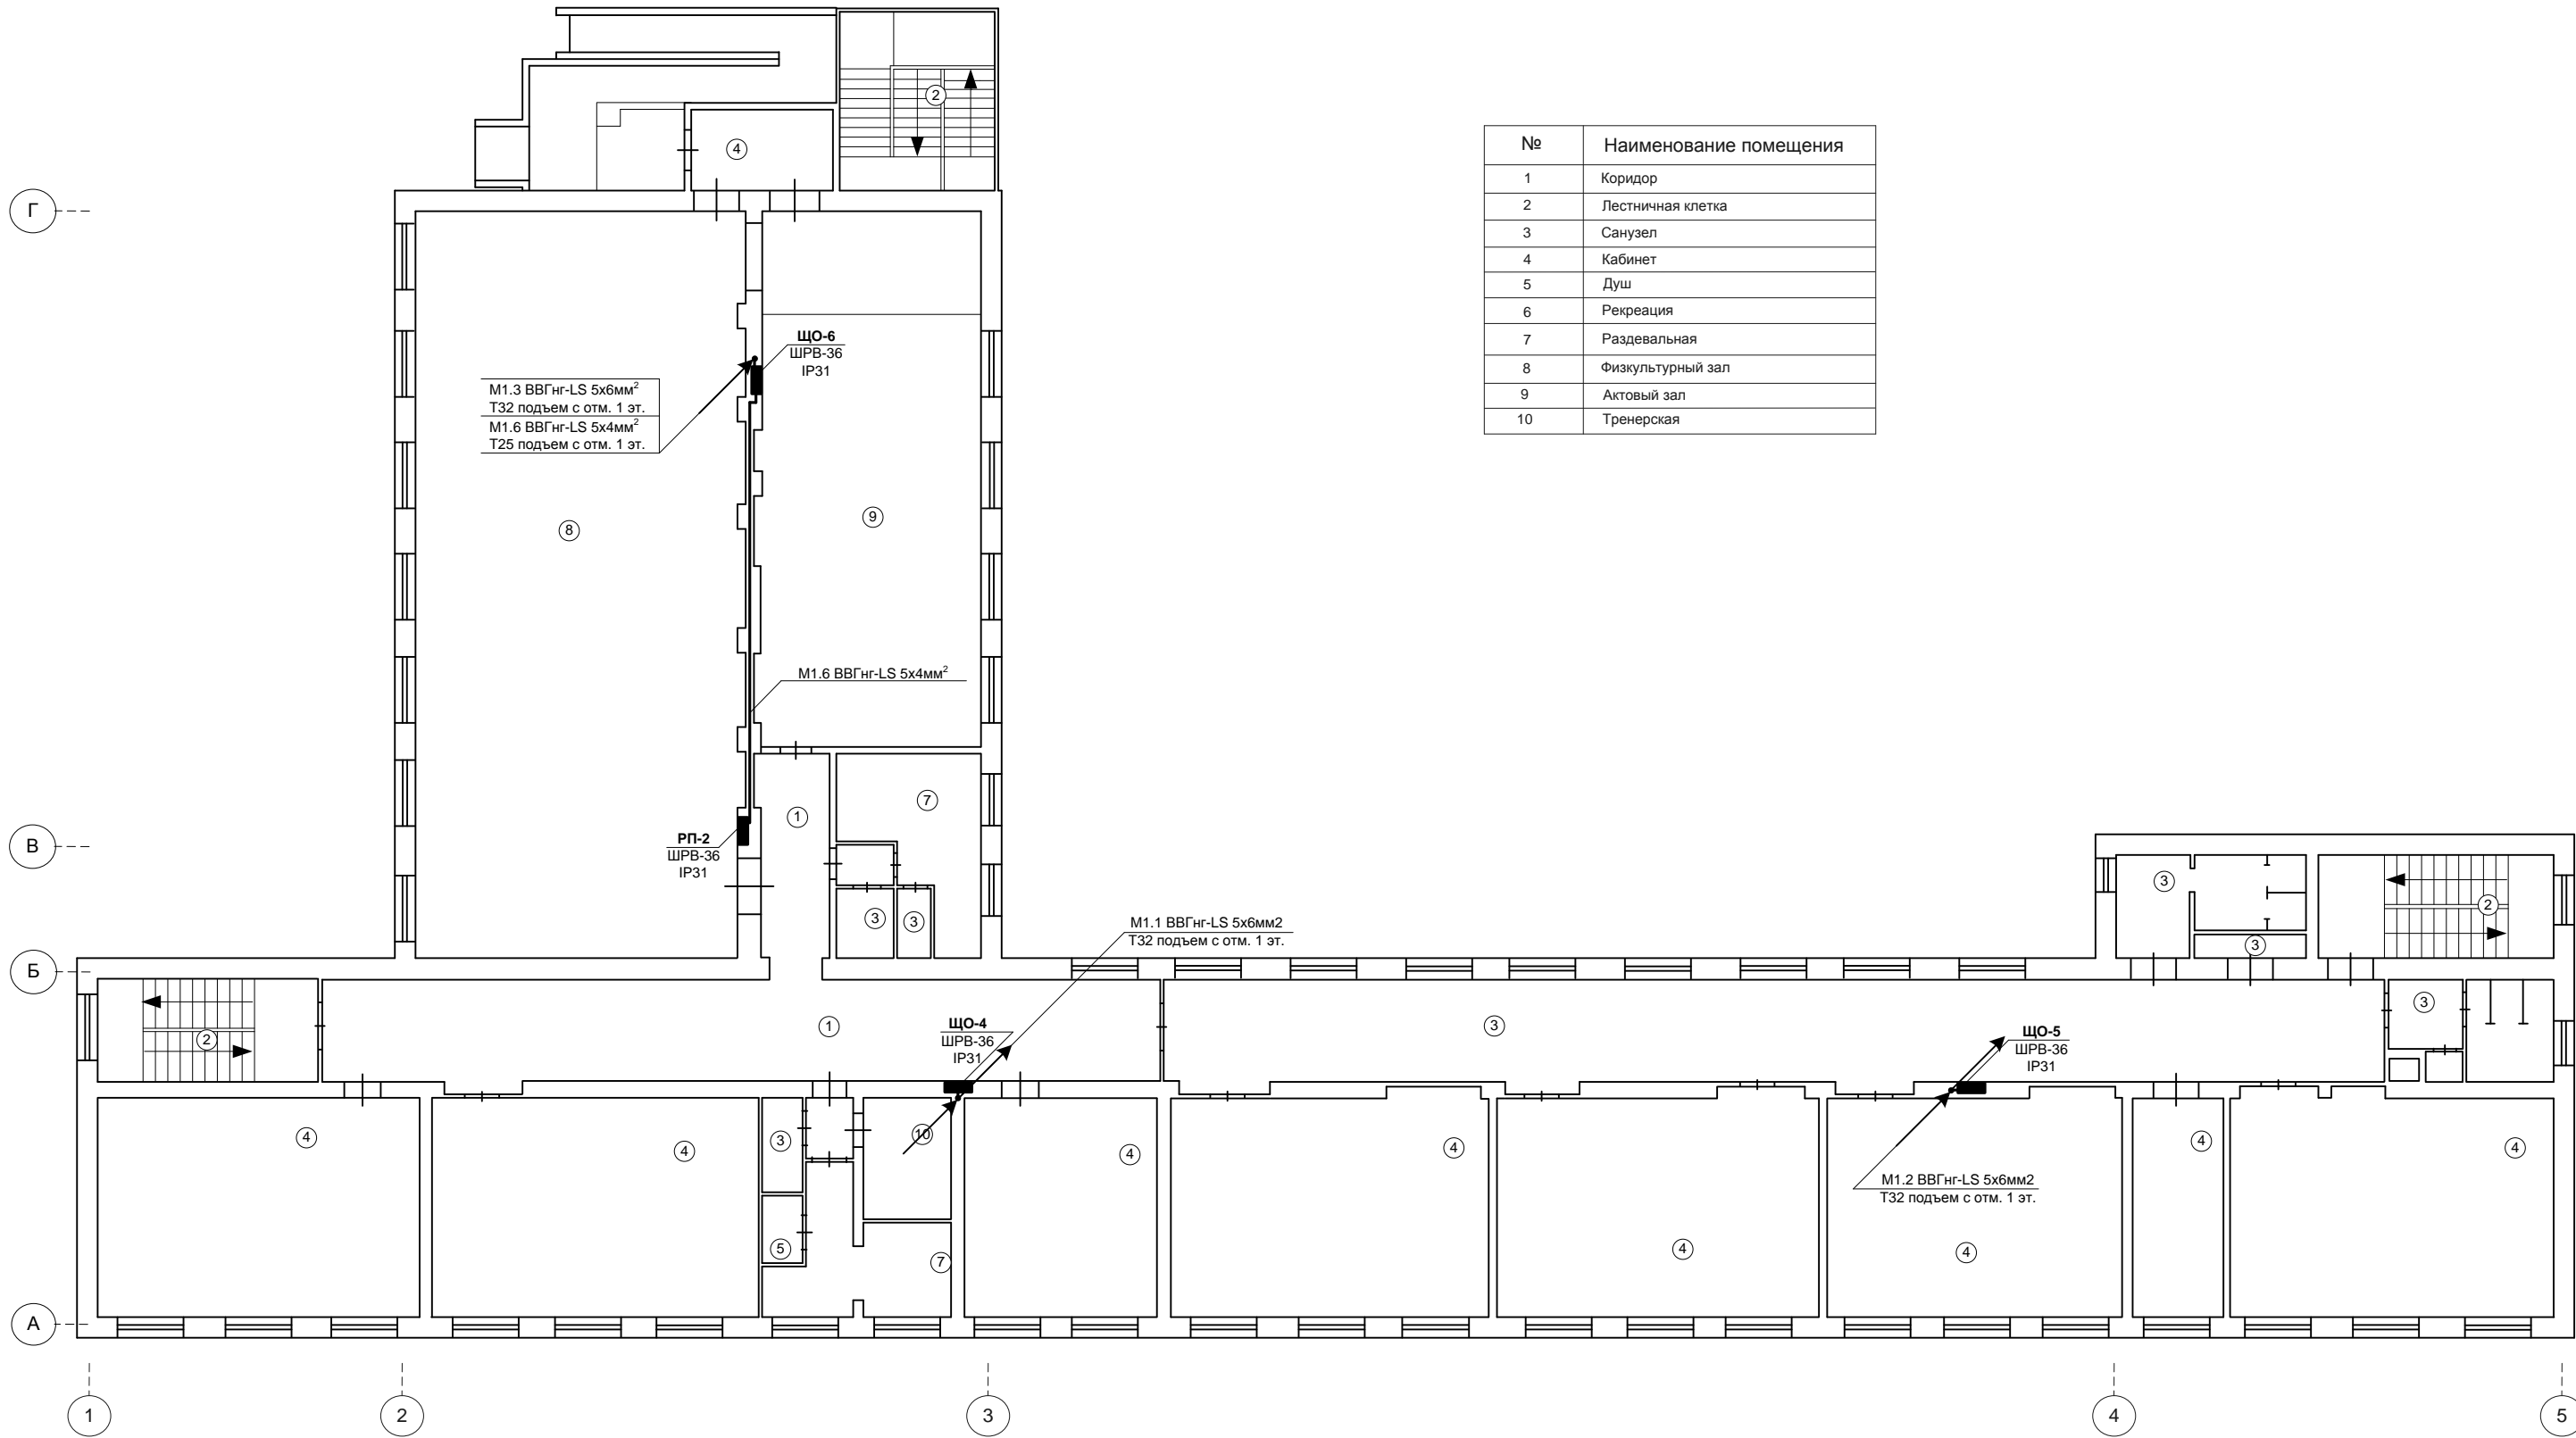 2
4
Г
№ Наименование помещения
1 Коридор
2 Лестничная клетка
3 Санузел
4 Кабинет
5 Душ
6 Рекреация
7 Раздевальная
8 Физкультурный зал
9 Актовый зал
10 Тренерская
ЩО-6
ШРВ-36
IP31
М1.3 ВВГнг-LS 5х6мм²
Т32 подъем с отм. 1 эт.
М1.6 ВВГнг-LS 5х4мм²
Т25 подъем с отм. 1 эт.
8
9
М1.6 ВВГнг-LS 5х4мм²
7
1
РП-2
ШРВ-36
IP31
В
3
3
3
2
3
М1.1 ВВГнг-LS 5х6мм2
Т32 подъем с отм. 1 эт.
Б
2
1
ЩО-4
ШРВ-36
IP31
3
ЩО-5
ШРВ-36
IP31
3
4
4
3
10
4
4
4
4
4
4
5
7
М1.2 ВВГнг-LS 5х6мм2
Т32 подъем с отм. 1 эт.
А
1
2
3
4
5